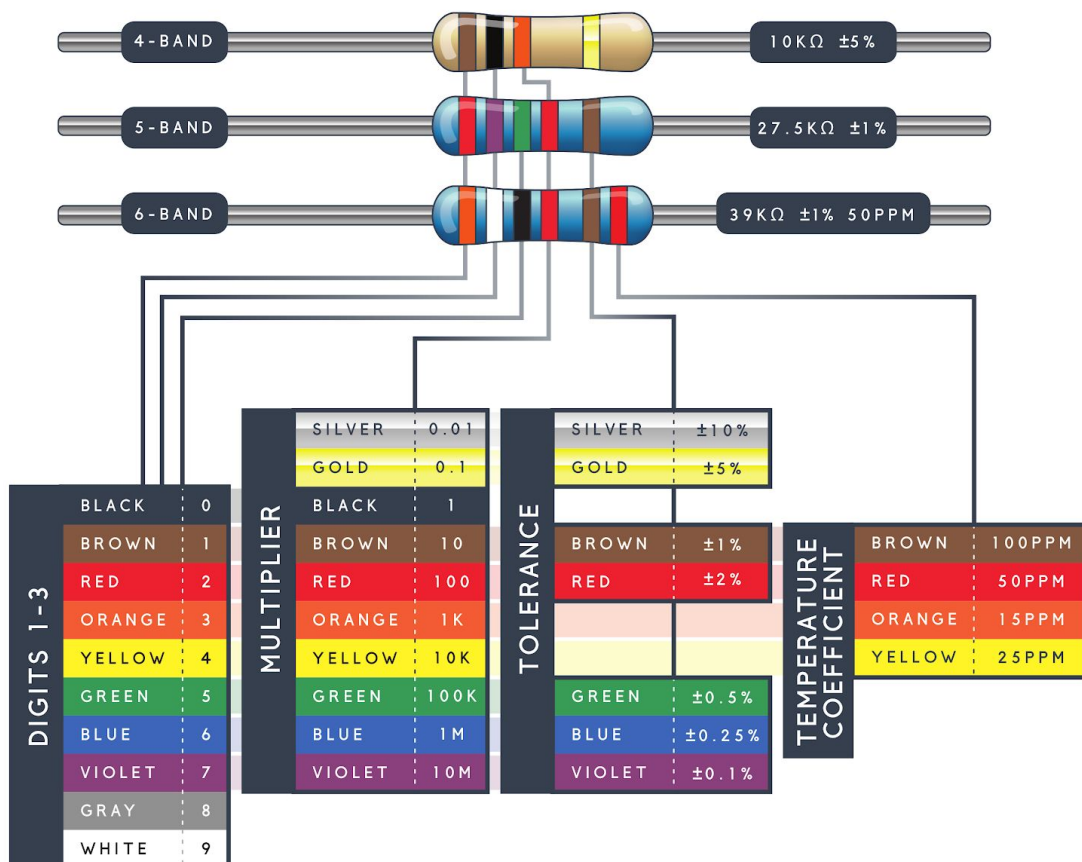 4-BAND
10KΩ ±5%
5-BAND
27.5KΩ ±1%
6-BAND
39KΩ ±1% 50PPM
DIGITS 1-3
BLACK 0
BROWN 1
RED 2
ORANGE 3
YELLOW 4
GREEN 5
BLUE 6
VIOLET 7
GRAY 8
WHITE 9
MULTIPLIER
SILVER 0.01
GOLD 0.1
BLACK 1
BROWN 10
RED 100
ORANGE 1K
YELLOW 10K
GREEN 100K
BLUE 1M
VIOLET 10M
TOLERANCE
SILVER ±10%
GOLD ±5%
BROWN ±1%
RED ±2%
GREEN ±0.5%
BLUE ±0.25%
VIOLET ±0.1%
TEMPERATURE
COEFFICIENT
BROWN 100PPM
RED 50PPM
ORANGE 15PPM
YELLOW 25PPM